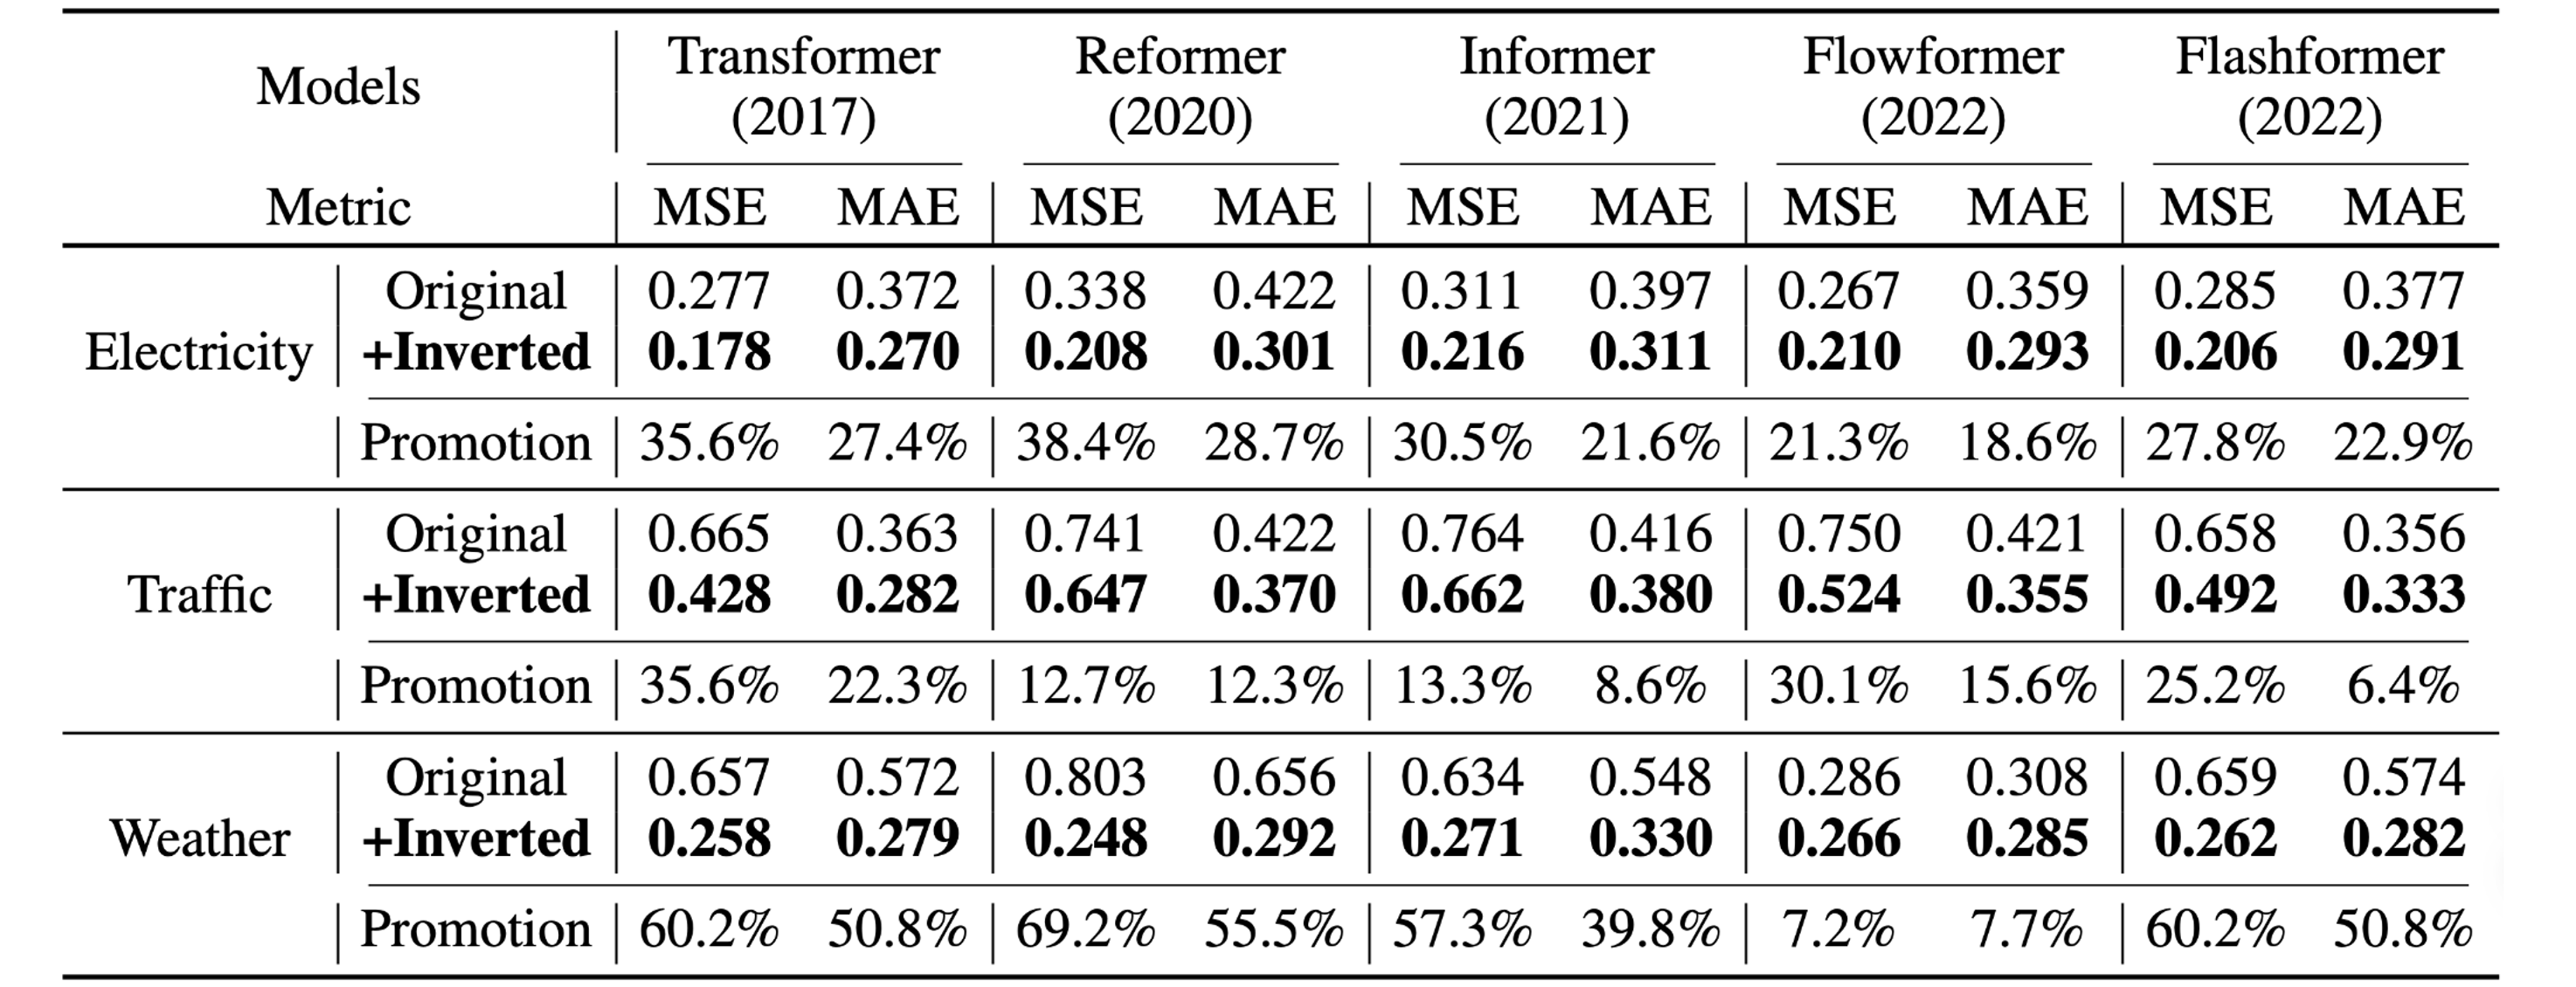 Models Transformer Reformer Informer Flowformer Flashformer
(2017) (2020) (2021) (2022) (2022)
Metric MSE MAE MSE MAE MSE MAE MSE MAE MSE MAE
Electricity
Original 0.277 0.372 0.338 0.422 0.311 0.397 0.267 0.359 0.285 0.377
+Inverted 0.178 0.270 0.208 0.301 0.216 0.311 0.210 0.293 0.206 0.291
Promotion 35.6% 27.4% 38.4% 28.7% 30.5% 21.6% 21.3% 18.6% 27.8% 22.9%
Traffic
Original 0.665 0.363 0.741 0.422 0.764 0.416 0.750 0.421 0.658 0.356
+Inverted 0.428 0.282 0.647 0.370 0.662 0.380 0.524 0.355 0.492 0.333
Promotion 35.6% 22.3% 12.7% 12.3% 13.3% 8.6% 30.1% 15.6% 25.2% 6.4%
Weather
Original 0.657 0.572 0.803 0.656 0.634 0.548 0.286 0.308 0.659 0.574
+Inverted 0.258 0.279 0.248 0.292 0.271 0.330 0.266 0.285 0.262 0.282
Promotion 60.2% 50.8% 69.2% 55.5% 57.3% 39.8% 7.2% 7.7% 60.2% 50.8%